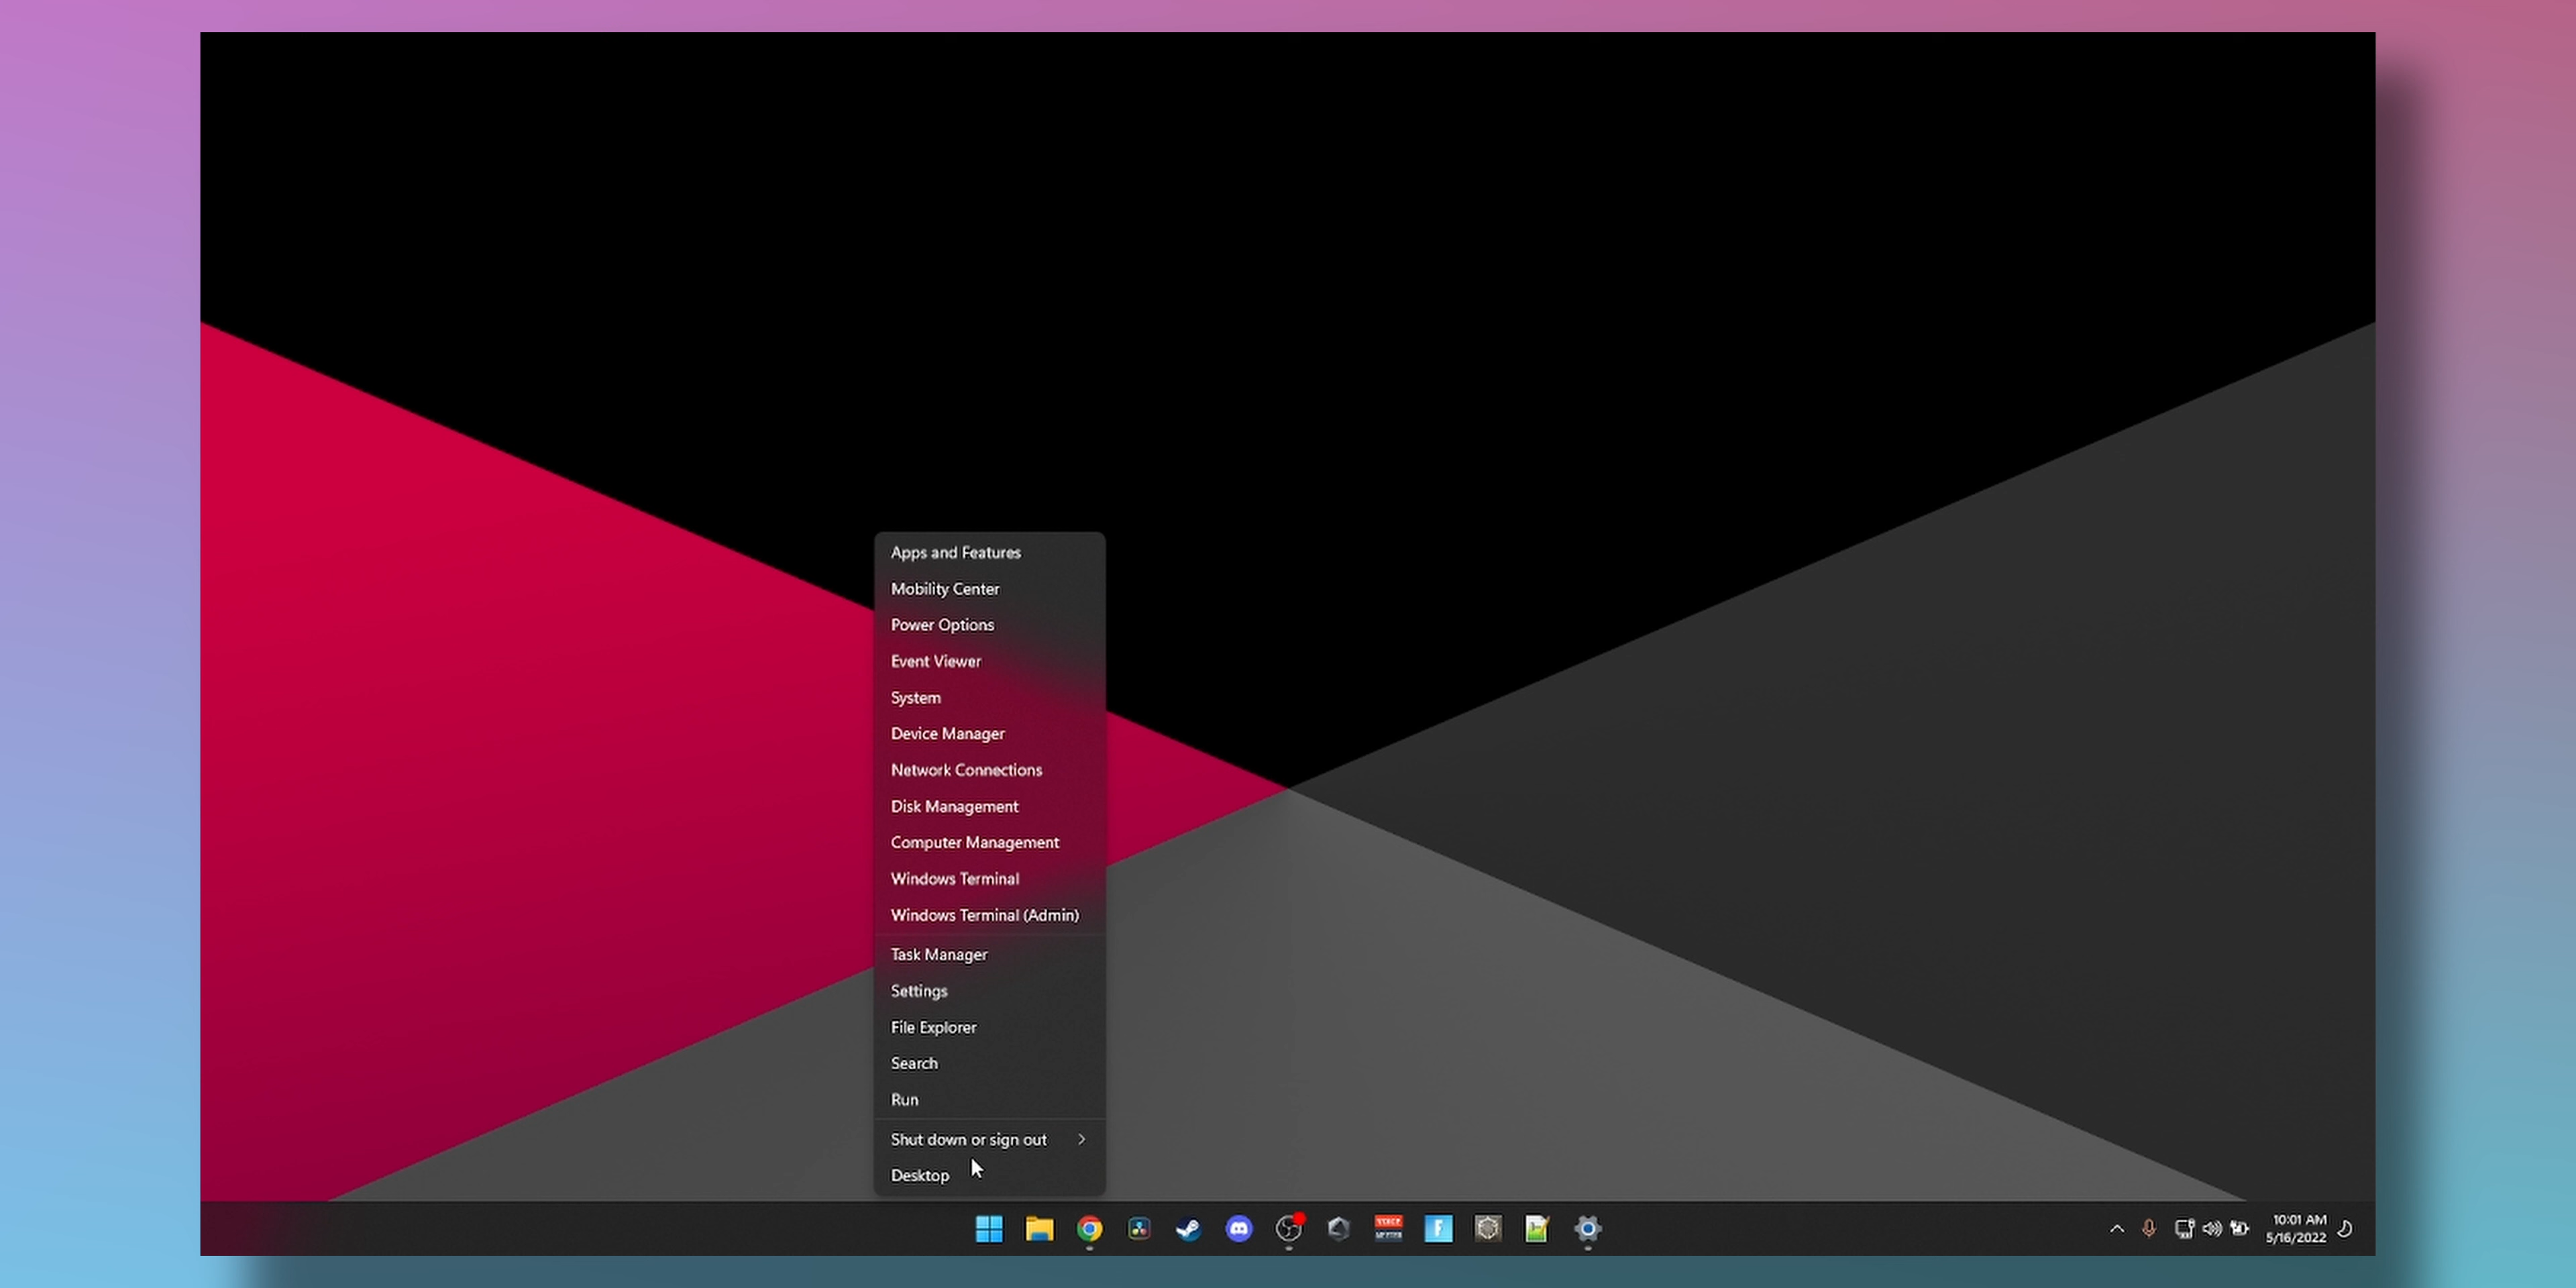 Apps and Features
Mobility Center
Power Options
Event Viewer
System
Device Manager
Network Connections
Disk Management
Computer Management
Windows Terminal
Windows Terminal (Admin)
Task Manager
Settings
File Explorer
Search
Run
Shut down or sign out
Desktop
VOICE
MEETER
F
10:01 AM
5/16/2022